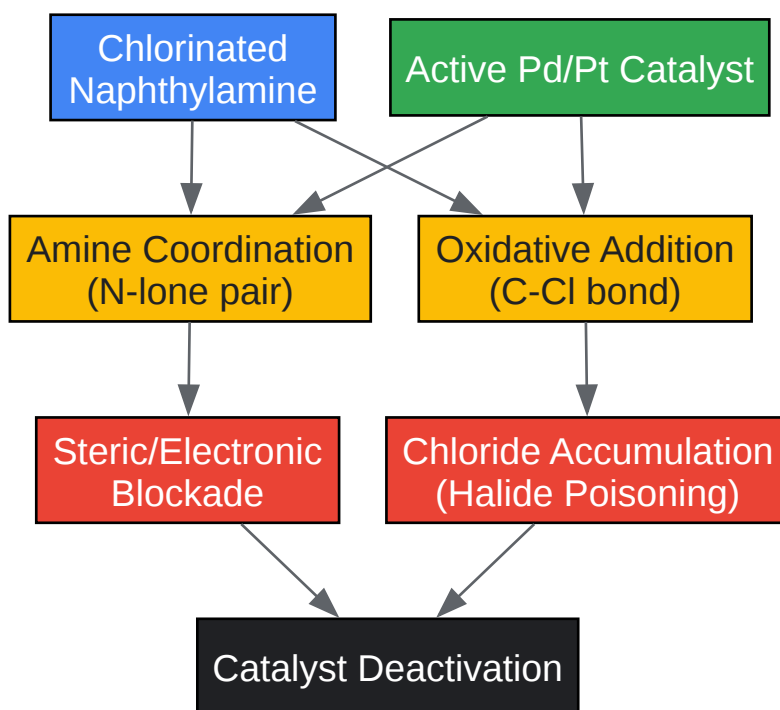 Chlorinated
Naphthylamine
Active Pd/Pt Catalyst
Amine Coordination
(N-lone pair)
Oxidative Addition
(C-Cl bond)
Steric/Electronic
Blockade
Chloride Accumulation
(Halide Poisoning)
Catalyst Deactivation